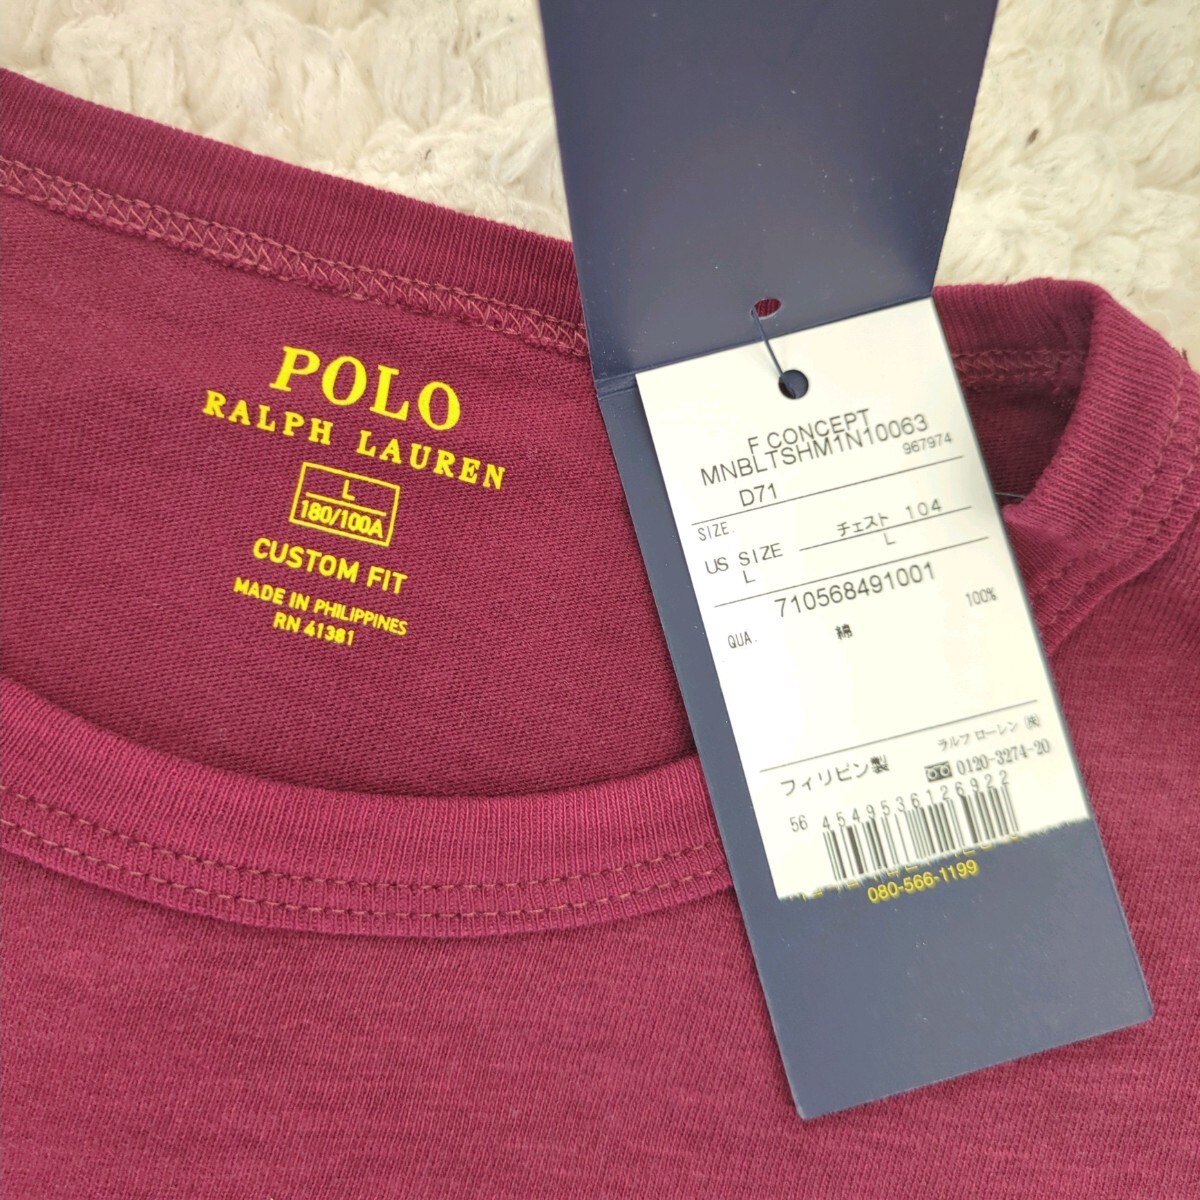 POLO
RALPH LAUREN
L
180/100A
CUSTOM FIT
MADE IN PHILIPPINES
RN 41381
F.CONCEPT
MNBLTSHM1N10063
967974
D71
SIZE.
チェスト 104
US SIZE
L
L
710568491001
QUA.
綿
100%
ラルフ ローレン (株)
フィリピン製
0120-3274-20
56 4549536126922
080-566-1199